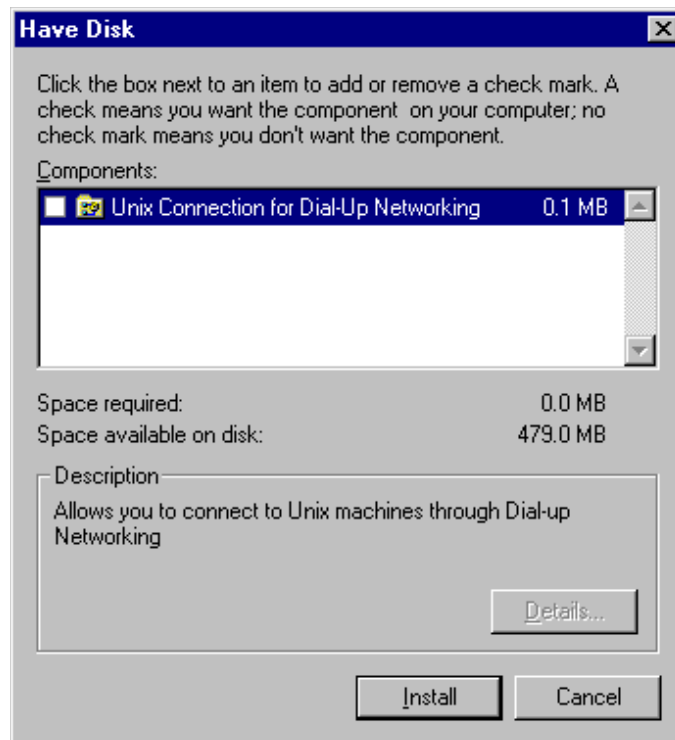 Have Disk
Click the box next to an item to add or remove a check mark. A
check means you want the component  on your computer; no
check mark means you don't want the component.
Components:
Unix Connection for Dial-Up Networking 0.1 MB
Space required: 0.0 MB
Space available on disk: 479.0 MB
Description
Allows you to connect to Unix machines through Dial-up
Networking
Details...
Install Cancel